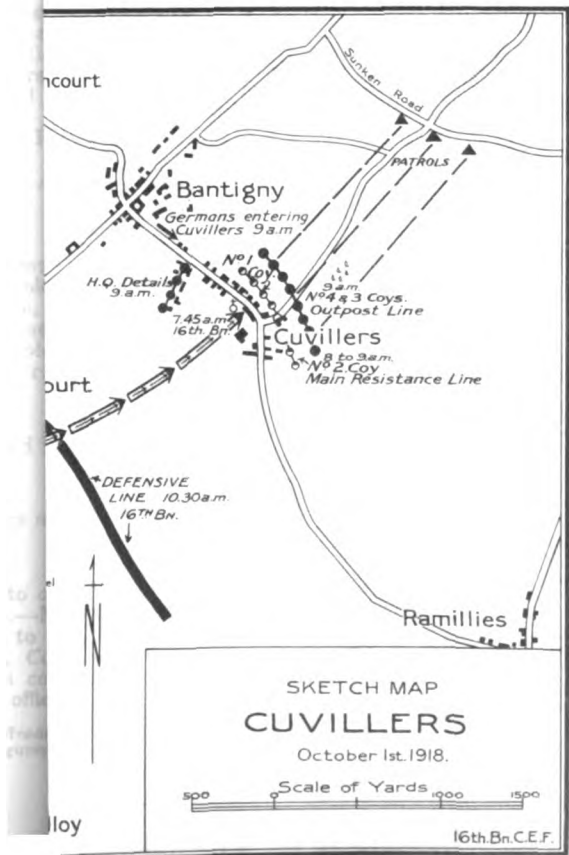 ncourt
Sunken Road
PATROLS
Bantigny
Germans entering
Cuvillers 9 a.m.
Nº 1
Coy.
H.Q. Details
9 a.m.
9 a.m.
Nº 4 & 3 Coys.
Outpost Line
7.45 a.m.
16th. Bn.
Cuvillers
8 to 9 a.m.
Nº 2 Coy
Main Resistance Line
ourt
DEFENSIVE
LINE 10.30 a.m.
16TH BN.
N
Ramillies
lloy
SKETCH MAP
CUVILLERS
October 1st. 1918.
Scale of Yards
500 0 1000 1500
16th. Bn. C.E.F.